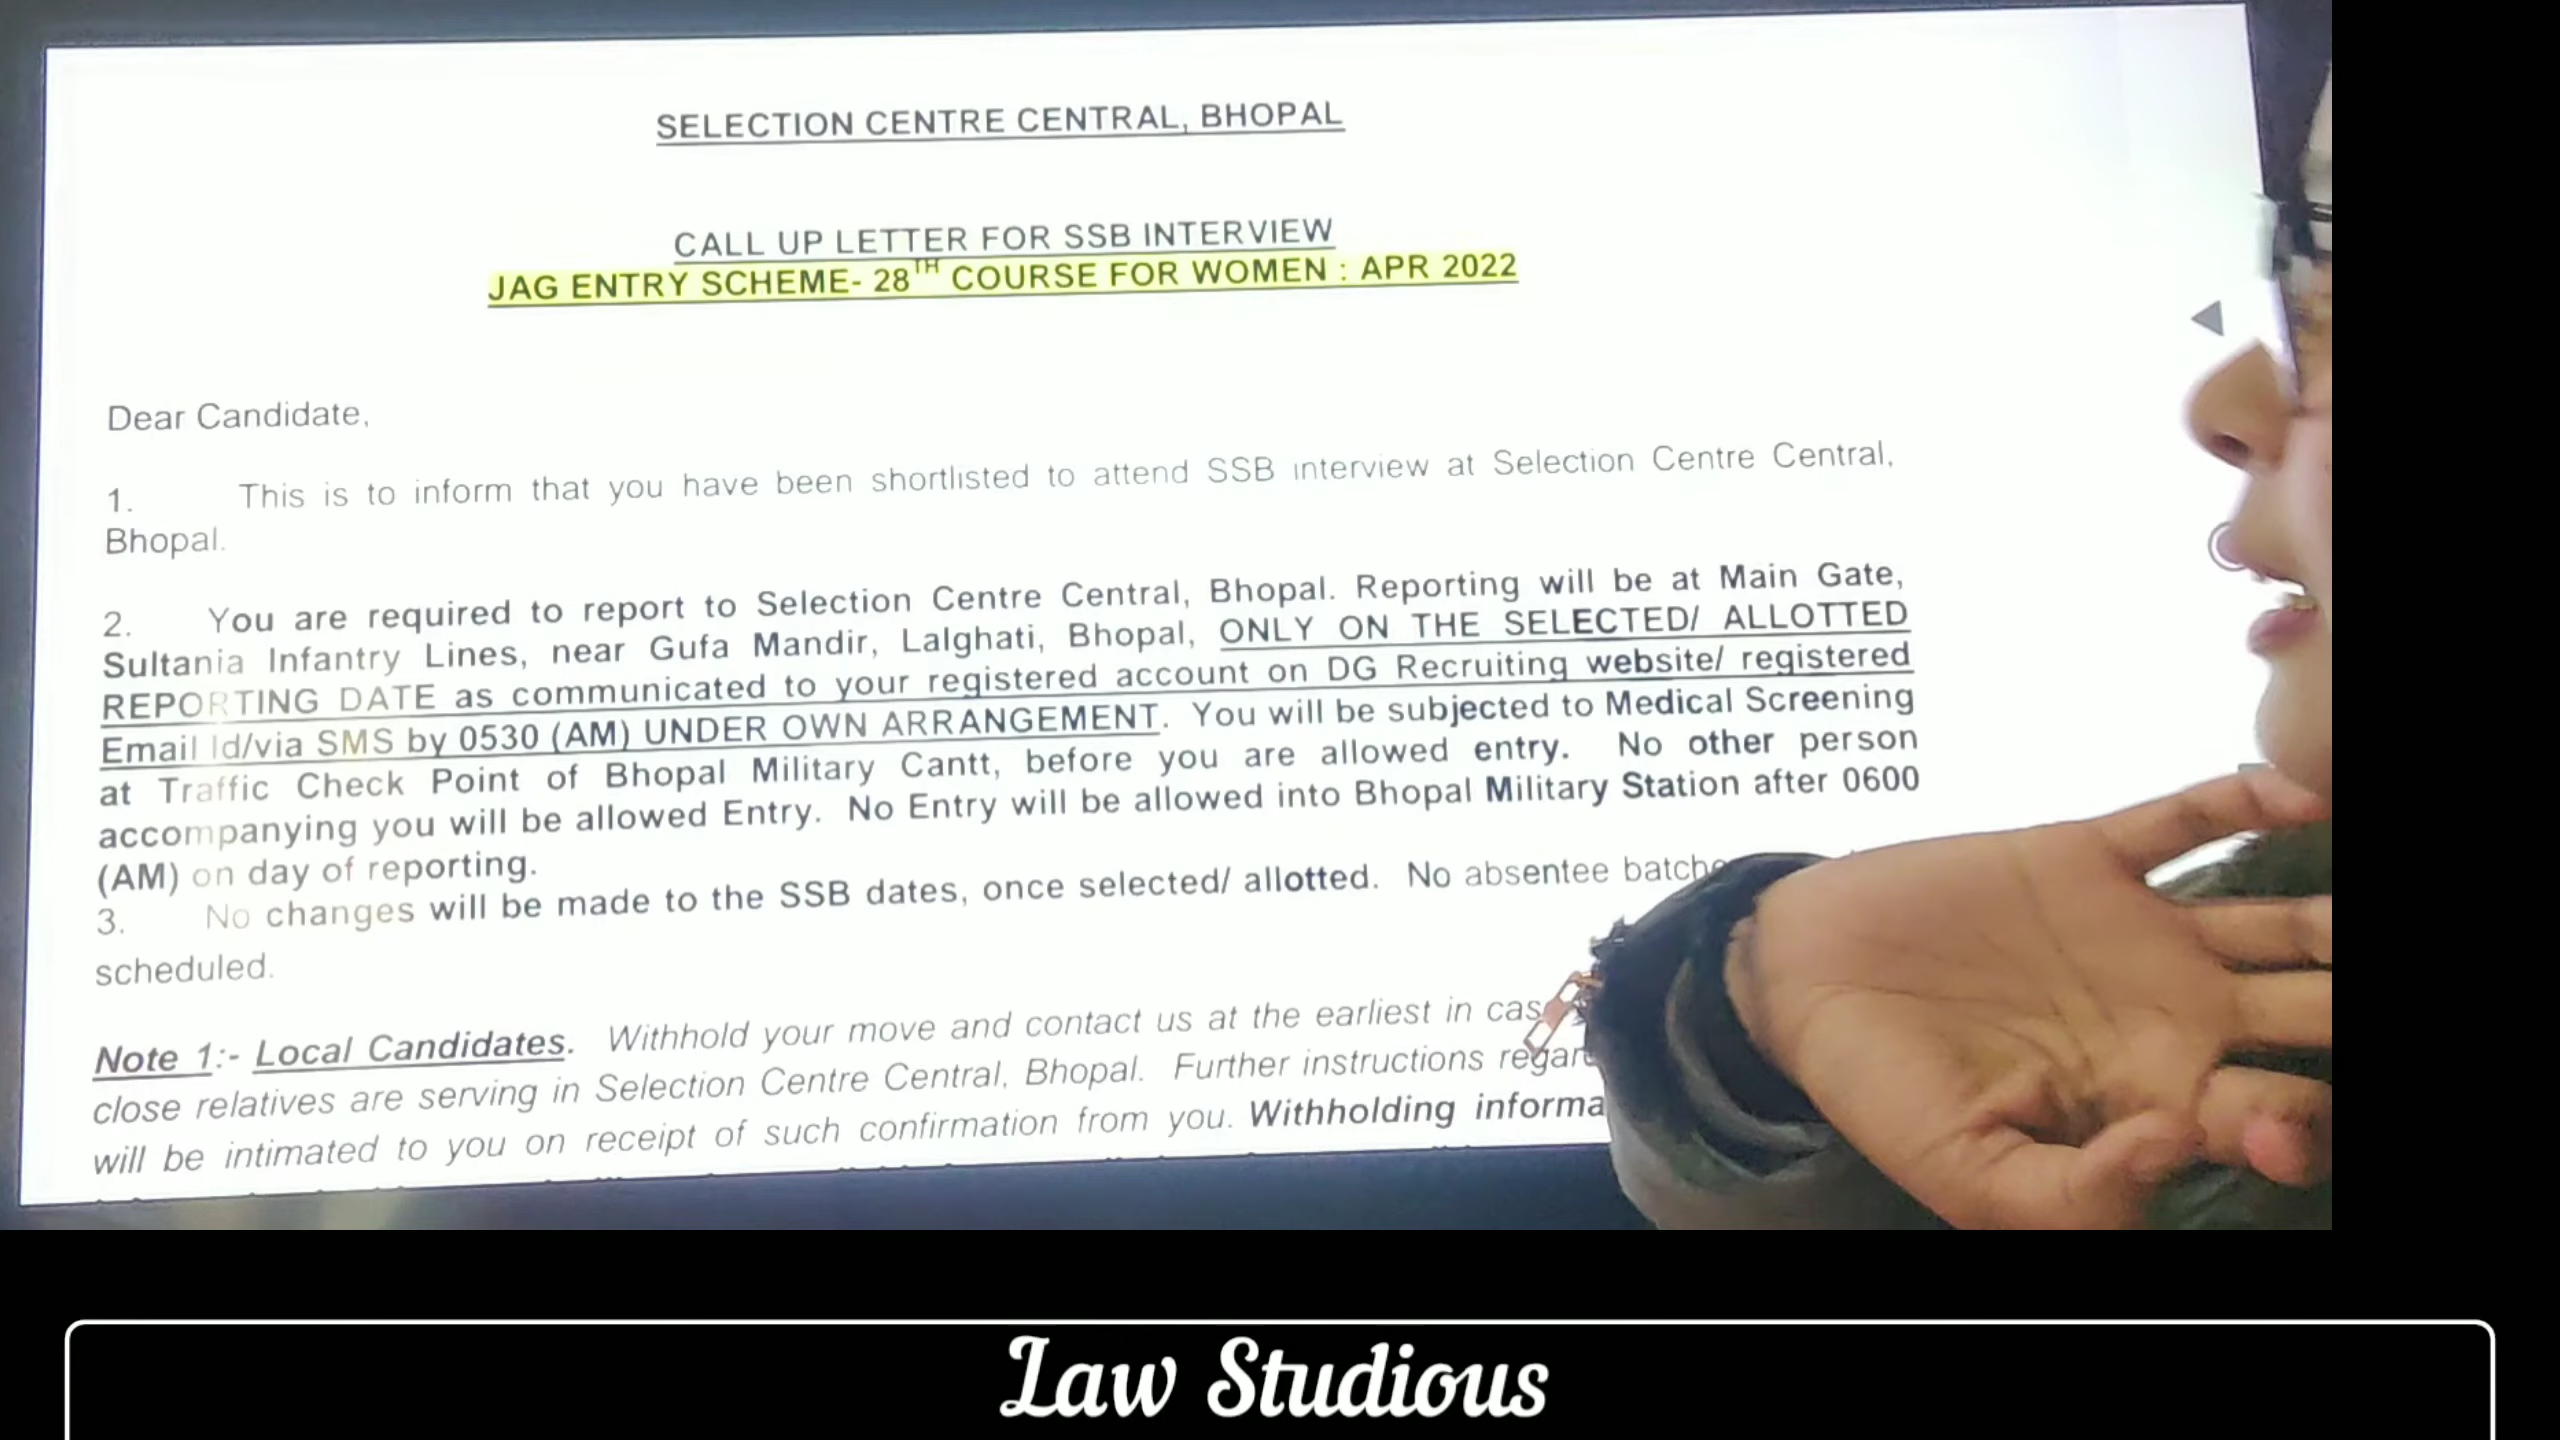 SELECTION CENTRE CENTRAL, BHOPAL
CALL UP LETTER FOR SSB INTERVIEW
JAG ENTRY SCHEME- 28TH COURSE FOR WOMEN : APR 2022
Dear Candidate,
1. This is to inform that you have been shortlisted to attend SSB interview at Selection Centre Central,
Bhopal.
2. You are required to report to Selection Centre Central, Bhopal. Reporting will be at Main Gate,
Sultania Infantry Lines, near Gufa Mandir, Lalghati, Bhopal, ONLY ON THE SELECTED/ ALLOTTED
REPORTING DATE as communicated to your registered account on DG Recruiting website/ registered
Email Id/via SMS by 0530 (AM) UNDER OWN ARRANGEMENT. You will be subjected to Medical Screening
at Traffic Check Point of Bhopal Military Cantt, before you are allowed entry. No other person
accompanying you will be allowed Entry. No Entry will be allowed into Bhopal Military Station after 0600
(AM) on day of reporting.
3. No changes will be made to the SSB dates, once selected/ allotted. No absentee
scheduled.
Note 1:- Local Candidates. Withhold your move and contact us at the earliest in
close relatives are serving in Selection Centre Central, Bhopal. Further instructions
will be intimated to you on receipt of such confirmation from you. Withholding
Law Studious